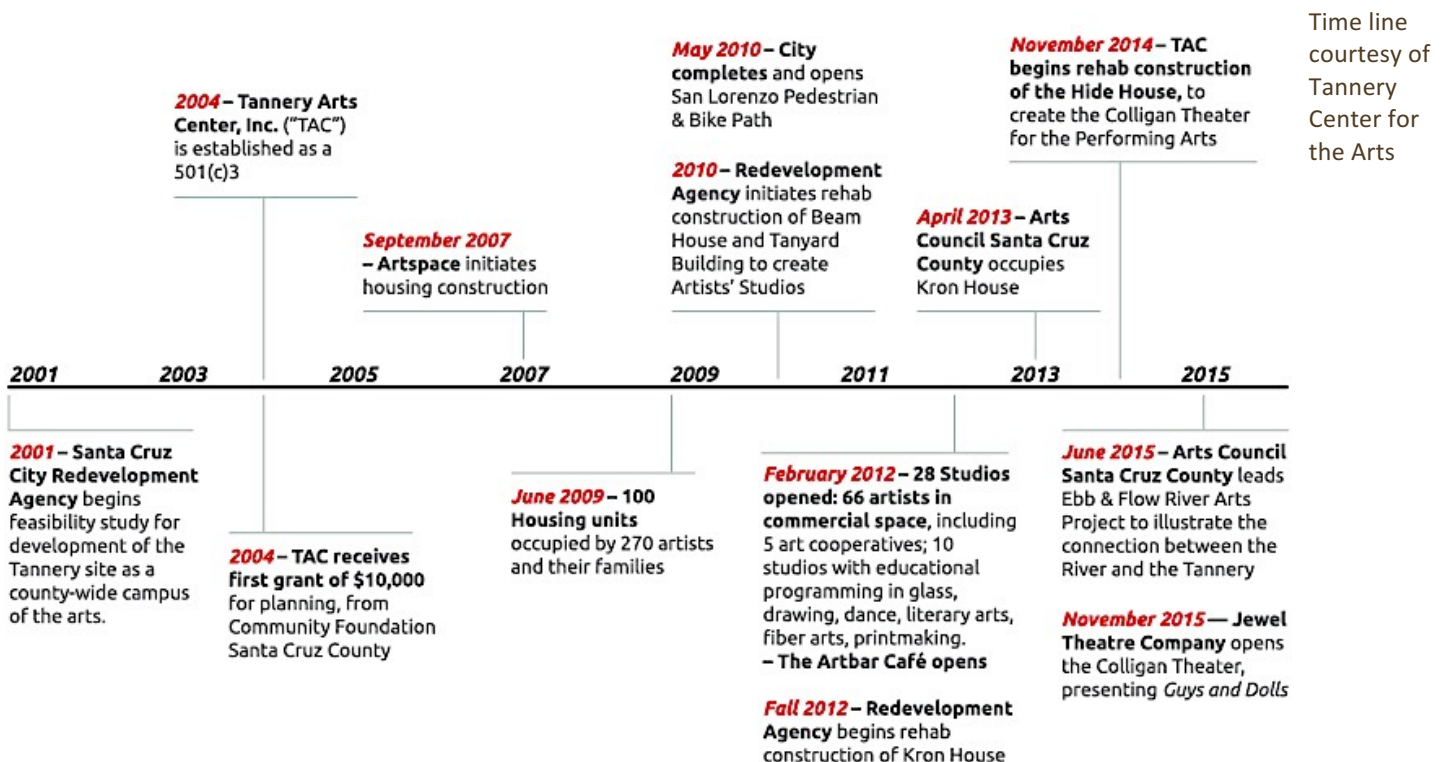 Time line
courtesy of
Tannery
Center for
the Arts
2004 – Tannery Arts
Center, Inc. (“TAC”)
is established as a
501(c)3
September 2007
– Artspace initiates
housing construction
May 2010 – City
completes and opens
San Lorenzo Pedestrian
& Bike Path
2010 – Redevelopment
Agency initiates rehab
construction of Beam
House and Tanyard
Building to create
Artists’ Studios
April 2013 – Arts
Council Santa Cruz
County occupies
Kron House
November 2014 – TAC
begins rehab construction
of the Hide House, to
create the Colligan Theater
for the Performing Arts
2001 2003 2005 2007 2009 2011 2013 2015
2001 – Santa Cruz
City Redevelopment
Agency begins
feasibility study for
development of the
Tannery site as a
county-wide campus
of the arts.
2004 – TAC receives
first grant of $10,000
for planning, from
Community Foundation
Santa Cruz County
June 2009 – 100
Housing units
occupied by 270 artists
and their families
February 2012 – 28 Studios
opened: 66 artists in
commercial space, including
5 art cooperatives; 10
studios with educational
programming in glass,
drawing, dance, literary arts,
fiber arts, printmaking.
– The Artbar Café opens
Fall 2012 – Redevelopment
Agency begins rehab
construction of Kron House
June 2015 – Arts Council
Santa Cruz County leads
Ebb & Flow River Arts
Project to illustrate the
connection between the
River and the Tannery
November 2015 — Jewel
Theatre Company opens
the Colligan Theater,
presenting Guys and Dolls